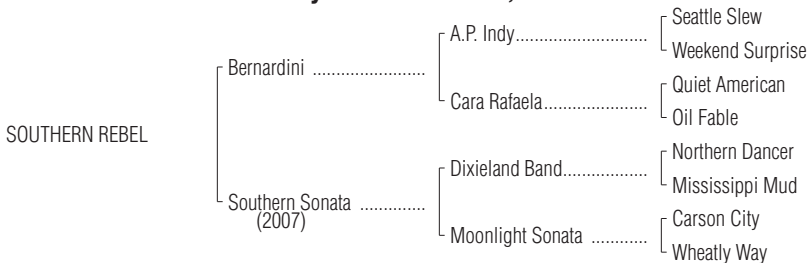 Seattle Slew
A.P. Indy..............................
Weekend Surprise
Bernardini .........................
Quiet American
Cara Rafaela.......................
Oil Fable
SOUTHERN REBEL
Northern Dancer
Dixieland Band...................
Mississippi Mud
Southern Sonata ..............
(2007)
Carson City
Moonlight Sonata ............
Wheatly Way